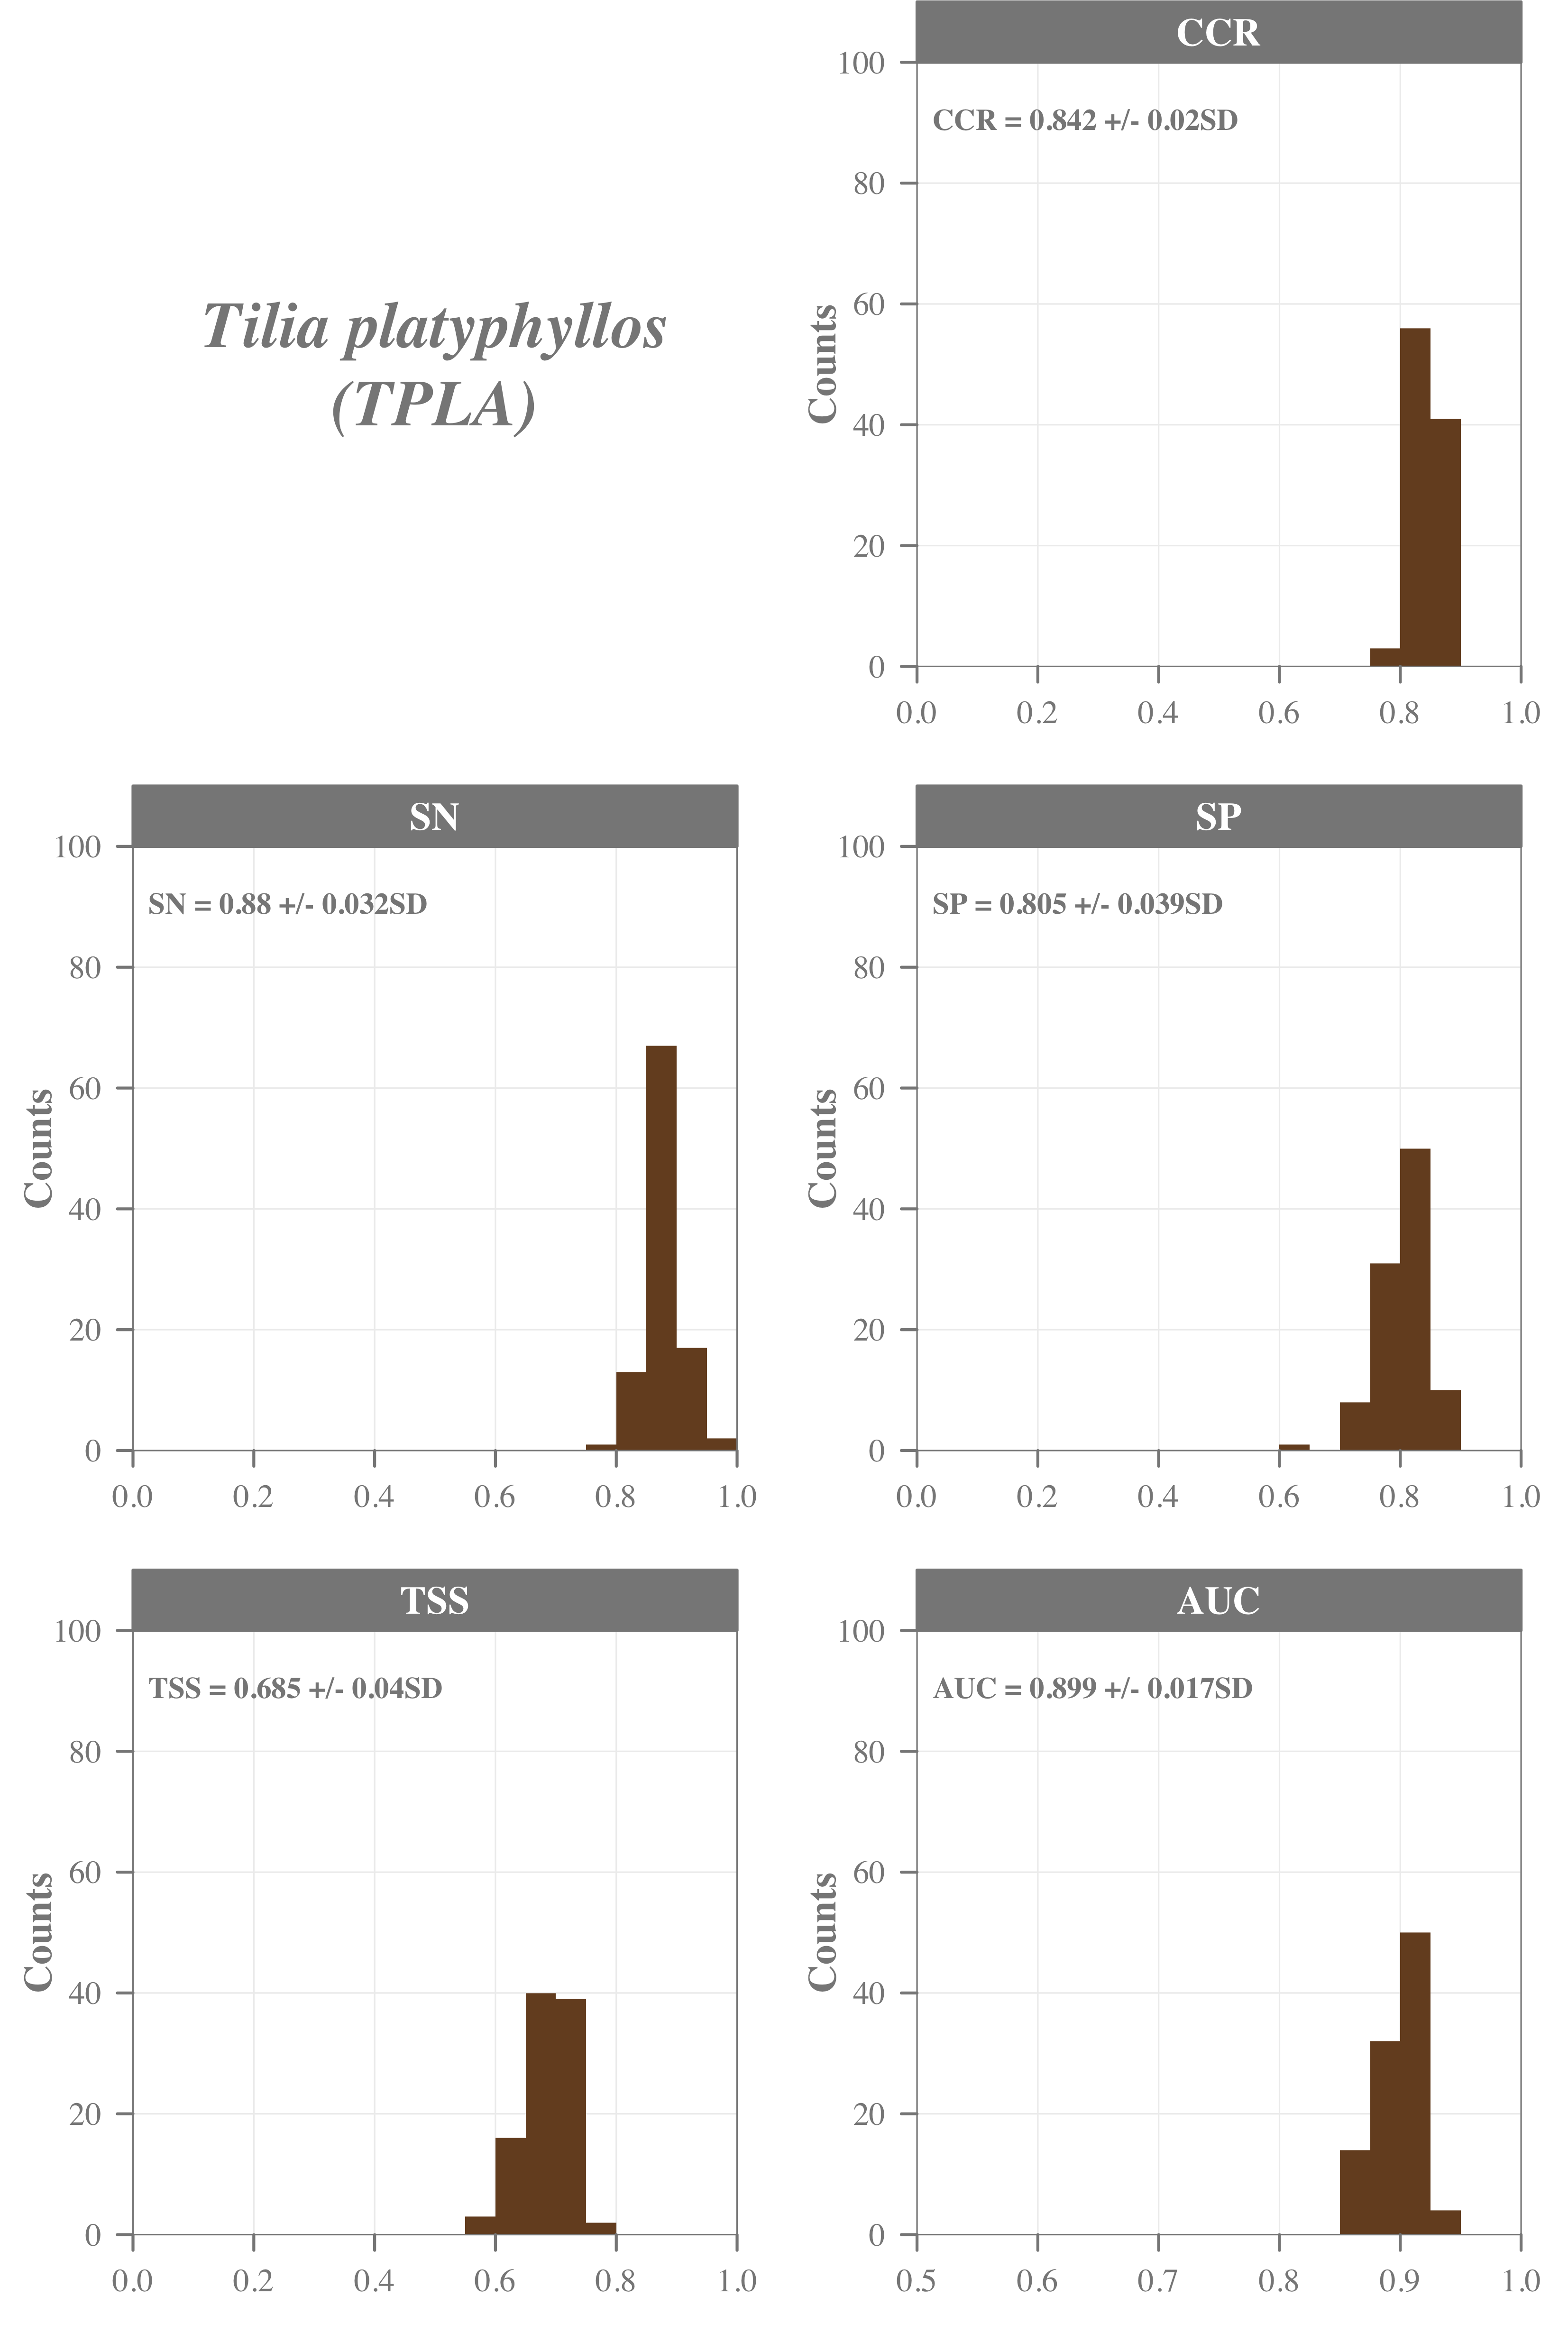 Tilia platyphyllos
(TPLA)
CCR
CCR = 0.842 +/- 0.02SD
Counts
100
80
60
40
20
0
0.0 0.2 0.4 0.6 0.8 1.0
SN
SN = 0.88 +/- 0.032SD
Counts
100
80
60
40
20
0
0.0 0.2 0.4 0.6 0.8 1.0
SP
SP = 0.805 +/- 0.039SD
Counts
100
80
60
40
20
0
0.0 0.2 0.4 0.6 0.8 1.0
TSS
TSS = 0.685 +/- 0.04SD
Counts
100
80
60
40
20
0
0.0 0.2 0.4 0.6 0.8 1.0
AUC
AUC = 0.899 +/- 0.017SD
Counts
100
80
60
40
20
0
0.5 0.6 0.7 0.8 0.9 1.0